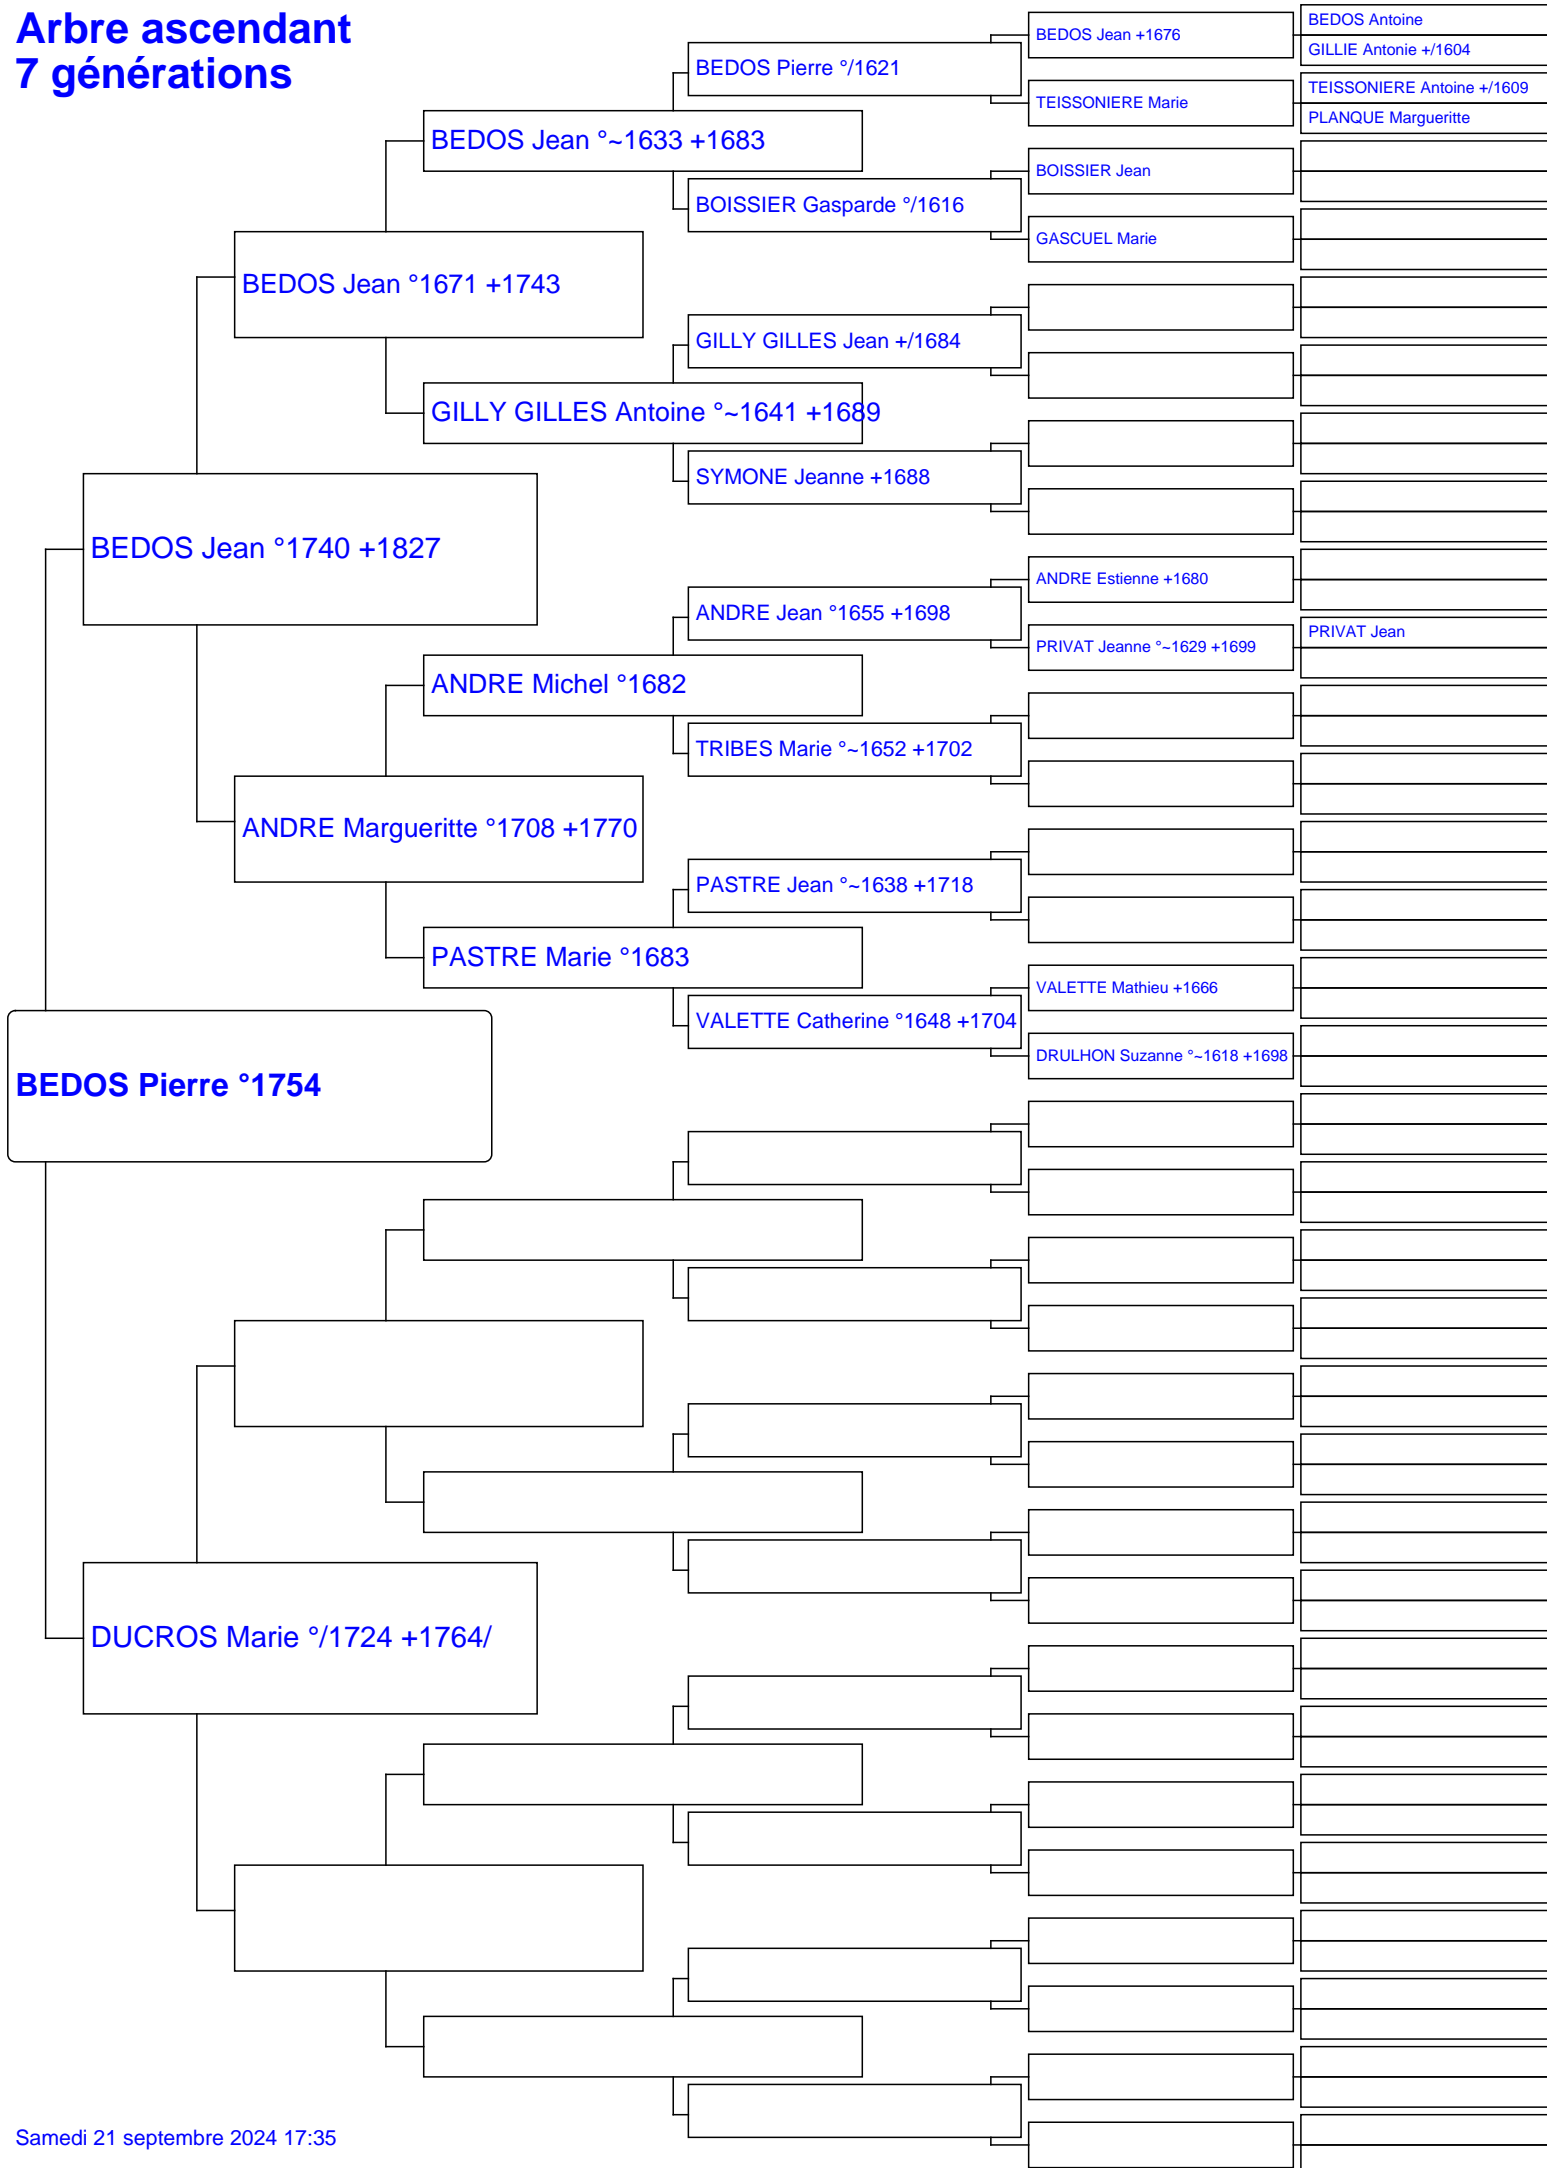 Arbre ascendant
7 générations
BEDOS Jean +1676
BEDOS Antoine
GILLIE Antonie +/1604
BEDOS Pierre °/1621
TEISSONIERE Marie
TEISSONIERE Antoine +/1609
PLANQUE Margueritte
BEDOS Jean °~1633 +1683
BOISSIER Jean
BOISSIER Gasparde °/1616
GASCUEL Marie
BEDOS Jean °1671 +1743
GILLY GILLES Jean +/1684
GILLY GILLES Antoine °~1641 +1689
SYMONE Jeanne +1688
BEDOS Jean °1740 +1827
ANDRE Estienne +1680
ANDRE Jean °1655 +1698
PRIVAT Jeanne °~1629 +1699
PRIVAT Jean
ANDRE Michel °1682
TRIBES Marie °~1652 +1702
ANDRE Margueritte °1708 +1770
PASTRE Jean °~1638 +1718
PASTRE Marie °1683
VALETTE Mathieu +1666
VALETTE Catherine °1648 +1704
DRULHON Suzanne °~1618 +1698
BEDOS Pierre °1754
DUCROS Marie °/1724 +1764/
Samedi 21 septembre 2024 17:35